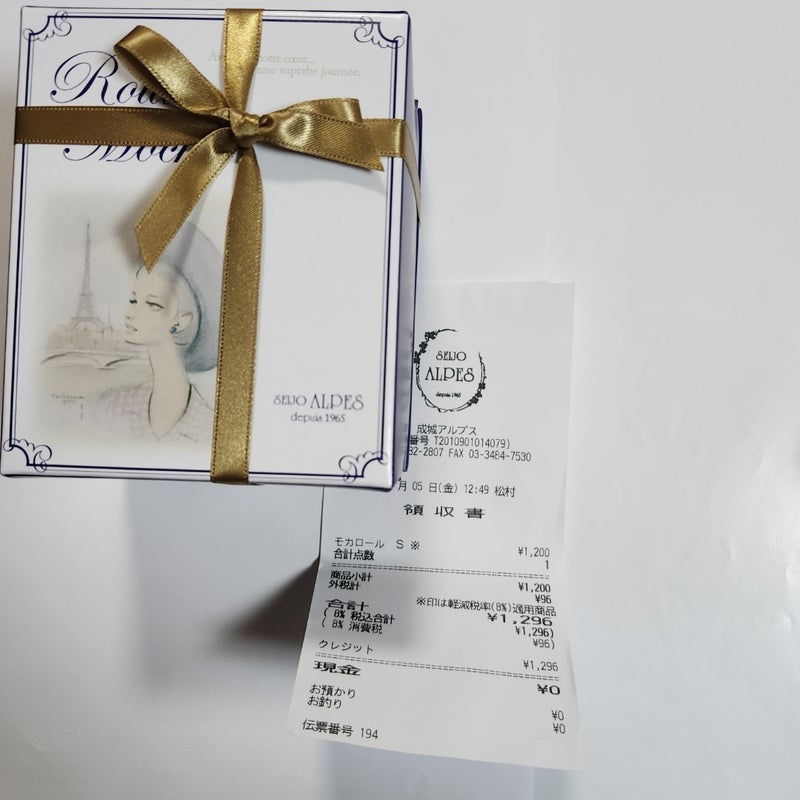 notre cœur...
une superbe journée.
SEIJO ALPES
depuis 1965
SEIJO
ALPES
depuis 1965
成城アルプス
番号 T2010901014079)
82-2807 FAX 03-3484-7530
月 05 日(金) 12:49 松村
領収書
モカロール S ※ ¥1,200
合計点数 1
商品小計 ¥1,200
外税計 ¥96
※印は軽減税率(8%)適用商品
合計 ¥1,296
( 8% 税込合計 ¥1,296)
( 8% 消費税 ¥96)
クレジット ¥1,296
現金 ¥0
お預かり ¥0
お釣り ¥0
伝票番号 194